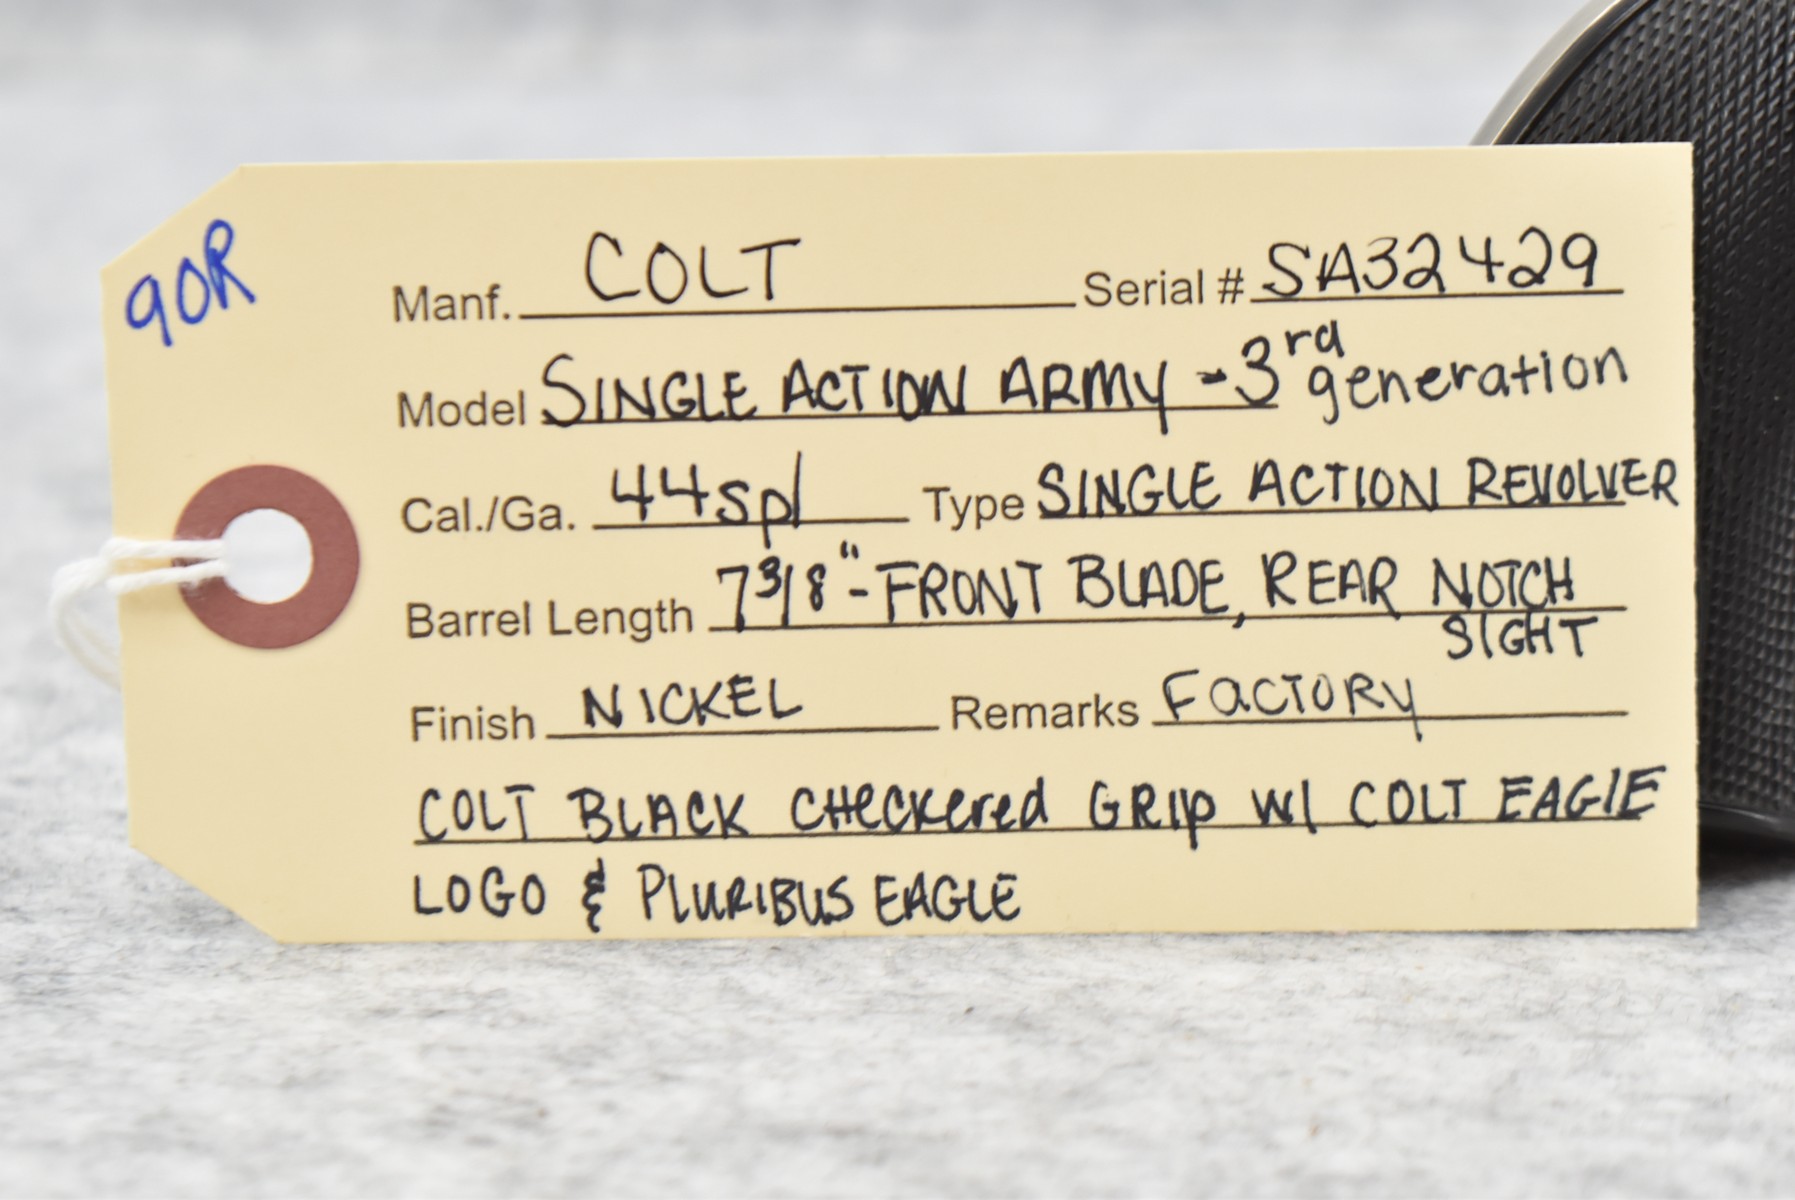 90R
Manf. COLT Serial # SA32429
Model SINGLE ACTION ARMY - 3rd generation
Cal./Ga. 44spl Type SINGLE ACTION REVOLVER
Barrel Length 7 3/8" - FRONT BLADE, REAR NOTCH
SIGHT
Finish NICKEL Remarks FACTORY
COLT BLACK CHECKered GRIP W/ COLT EAGlE
LOGO & PLURIBUS EAGLE